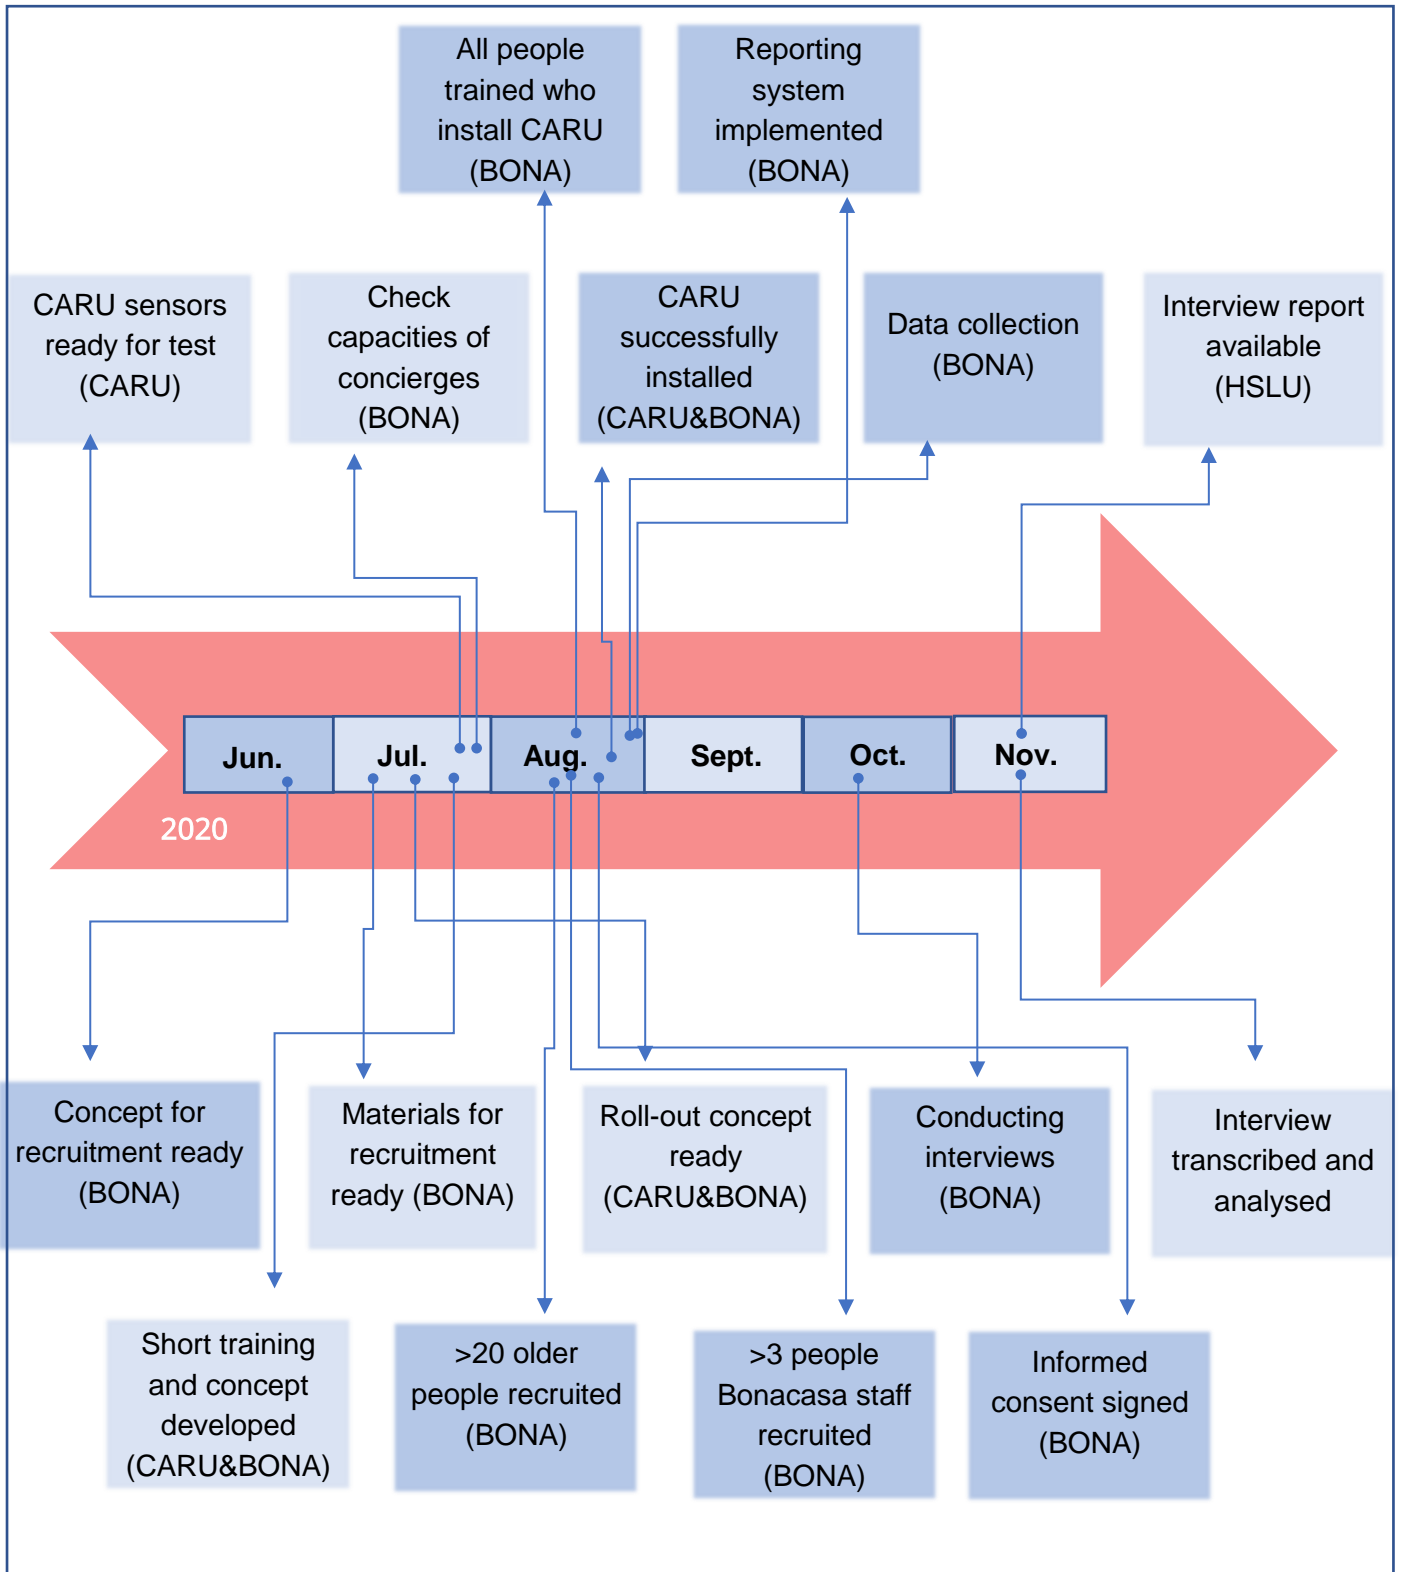 All people
trained who
install CARU
(BONA)
Reporting
system
implemented
(BONA)
CARU sensors
ready for test
(CARU)
Check
capacities of
concierges
(BONA)
CARU
successfully
installed
(CARU&BONA)
Data collection
(BONA)
Interview report
available
(HSLU)
Jun.
Jul.
Aug.
Sept.
Oct.
Nov.
2020
Concept for
recruitment ready
(BONA)
Materials for
recruitment
ready (BONA)
Roll-out concept
ready
(CARU&BONA)
Conducting
interviews
(BONA)
Interview
transcribed and
analysed
Short training
and concept
developed
(CARU&BONA)
>20 older
people recruited
(BONA)
>3 people
Bonacasa staff
recruited
(BONA)
Informed
consent signed
(BONA)